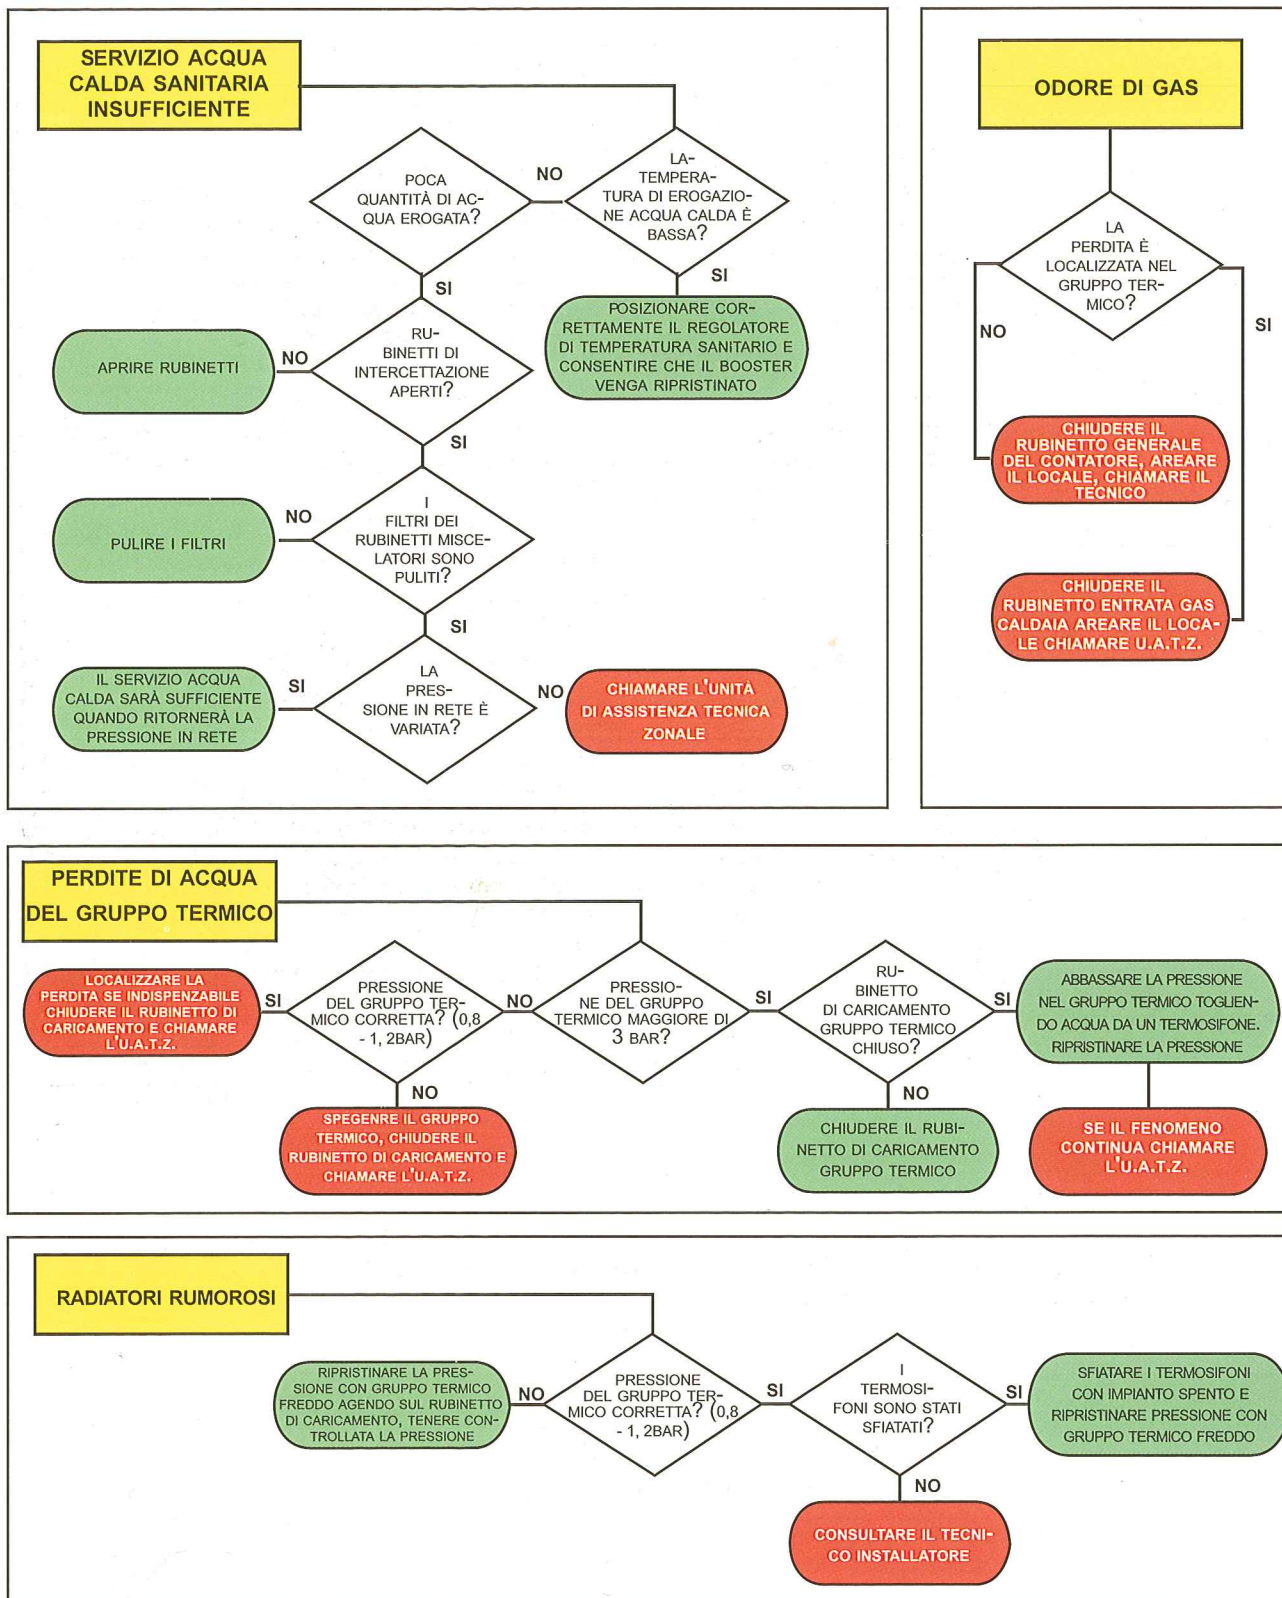 SERVIZIO ACQUA
CALDA SANITARIA
INSUFFICIENTE
POCA
QUANTITÀ DI AC-
QUA EROGATA?
NO
LA-
TEMPERA-
TURA DI EROGAZIO-
NE ACQUA CALDA È
BASSA?
SI
SI
POSIZIONARE COR-
RETTAMENTE IL REGOLATORE
DI TEMPERATURA SANITARIO E
CONSENTIRE CHE IL BOOSTER
VENGA RIPRISTINATO
APRIRE RUBINETTI
NO
RU-
BINETTI DI
INTERCETTAZIONE
APERTI?
SI
PULIRE I FILTRI
NO
I
FILTRI DEI
RUBINETTI MISCE-
LATORI SONO
PULITI?
SI
IL SERVIZIO ACQUA
CALDA SARÀ SUFFICIENTE
QUANDO RITORNERÀ LA
PRESSIONE IN RETE
SI
LA
PRES-
SIONE IN RETE È
VARIATA?
NO
CHIAMARE L'UNITÀ
DI ASSISTENZA TECNICA
ZONALE
ODORE DI GAS
LA
PERDITA È
LOCALIZZATA NEL
GRUPPO TER-
MICO?
NO
SI
CHIUDERE IL
RUBINETTO GENERALE
DEL CONTATORE, AREARE
IL LOCALE, CHIAMARE IL
TECNICO
CHIUDERE IL
RUBINETTO ENTRATA GAS
CALDAIA AREARE IL LOCA-
LE CHIAMARE U.A.T.Z.
PERDITE DI ACQUA
DEL GRUPPO TERMICO
LOCALIZZARE LA
PERDITA SE INDISPENZABILE
CHIUDERE IL RUBINETTO DI
CARICAMENTO E CHIAMARE
L'U.A.T.Z.
SI
PRESSIONE
DEL GRUPPO TER-
MICO CORRETTA? (0,8
- 1, 2BAR)
NO
PRESSIO-
NE DEL GRUPPO
TERMICO MAGGIORE DI
3 BAR?
SI
RU-
BINETTO
DI CARICAMENTO
GRUPPO TERMICO
CHIUSO?
SI
ABBASSARE LA PRESSIONE
NEL GRUPPO TERMICO TOGLIEN-
DO ACQUA DA UN TERMOSIFONE.
RIPRISTINARE LA PRESSIONE
NO
SPEGENRE IL GRUPPO
TERMICO, CHIUDERE IL
RUBINETTO DI CARICAMENTO E
CHIAMARE L'U.A.T.Z.
NO
CHIUDERE IL RUBI-
NETTO DI CARICAMENTO
GRUPPO TERMICO
SE IL FENOMENO
CONTINUA CHIAMARE
L'U.A.T.Z.
RADIATORI RUMOROSI
RIPRISTINARE LA PRES-
SIONE CON GRUPPO TERMICO
FREDDO AGENDO SUL RUBINETTO
DI CARICAMENTO, TENERE CON-
TROLLATA LA PRESSIONE
NO
PRESSIONE
DEL GRUPPO TER-
MICO CORRETTA? (0,8
- 1, 2BAR)
SI
I
TERMOSI-
FONI SONO STATI
SFIATATI?
SI
SFIATARE I TERMOSIFONI
CON IMPIANTO SPENTO E
RIPRISTINARE PRESSIONE CON
GRUPPO TERMICO FREDDO
NO
CONSULTARE IL TECNI-
CO INSTALLATORE